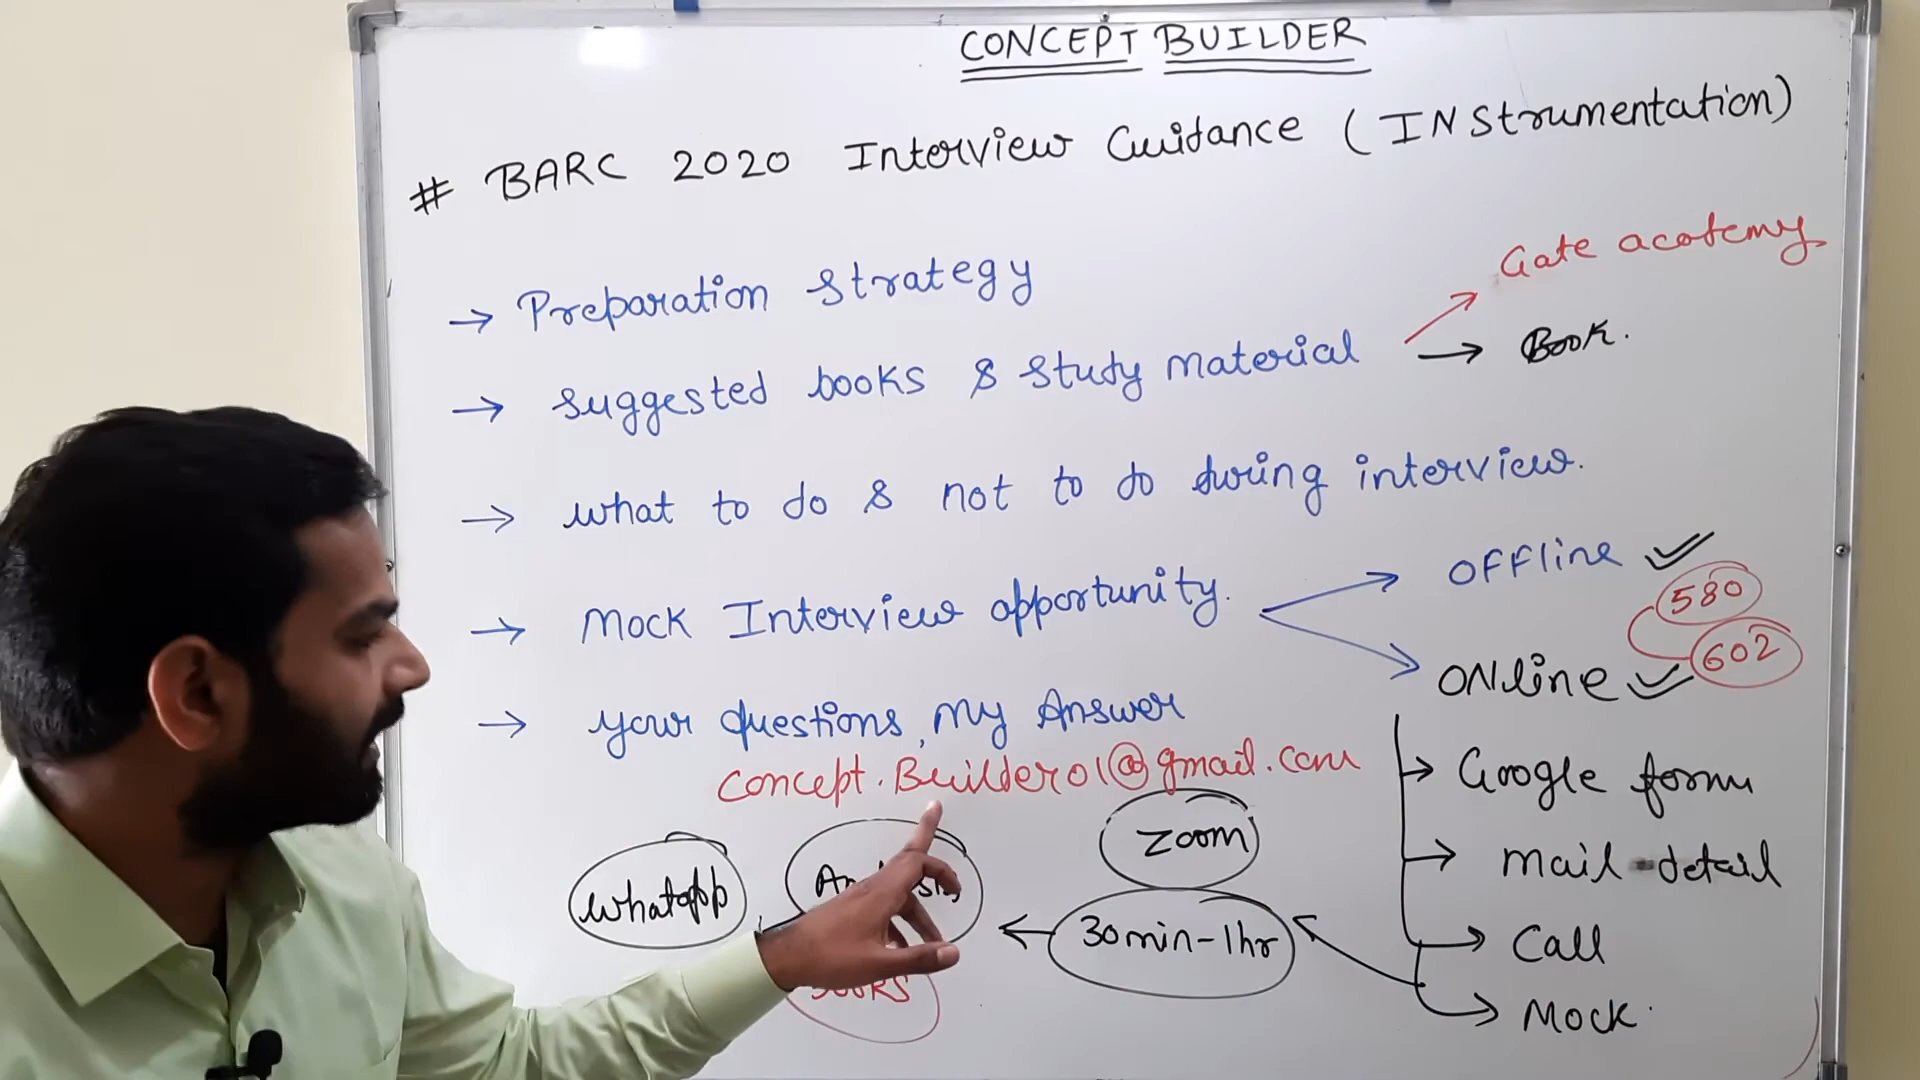 CONCEPT BUILDER
# BARC 2020 Interview Guidance (INstrumentation)
→ Preparation strategy
→ suggested books & study material
→ Gate academy
→ Book.
→ what to do & not to do during interview.
→ Mock Interview opportunity.
→ OFFline
580
→ ONline
602
→ your questions, My Answer
concept.Builder01@gmail.com
→ Google form
→ mail-detail
→ Call
→ Mock.
zoom
30min-1hr
whatapp